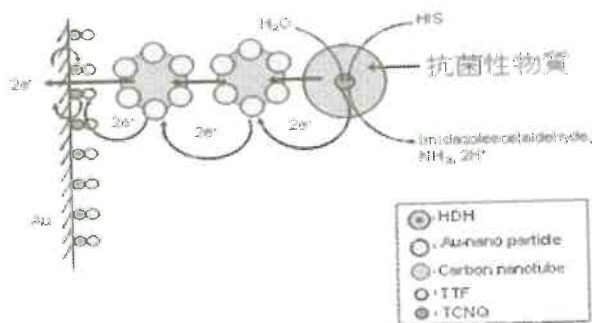 H₂O
HIS
抗菌性物質
2e⁻
2e⁻
2e⁻
2e⁻
Imidazoleacetaldehyde,
NH₃, 2H⁺
Au
HDH
Au-nano particle
Carbon nanotube
TTF
TCNQ